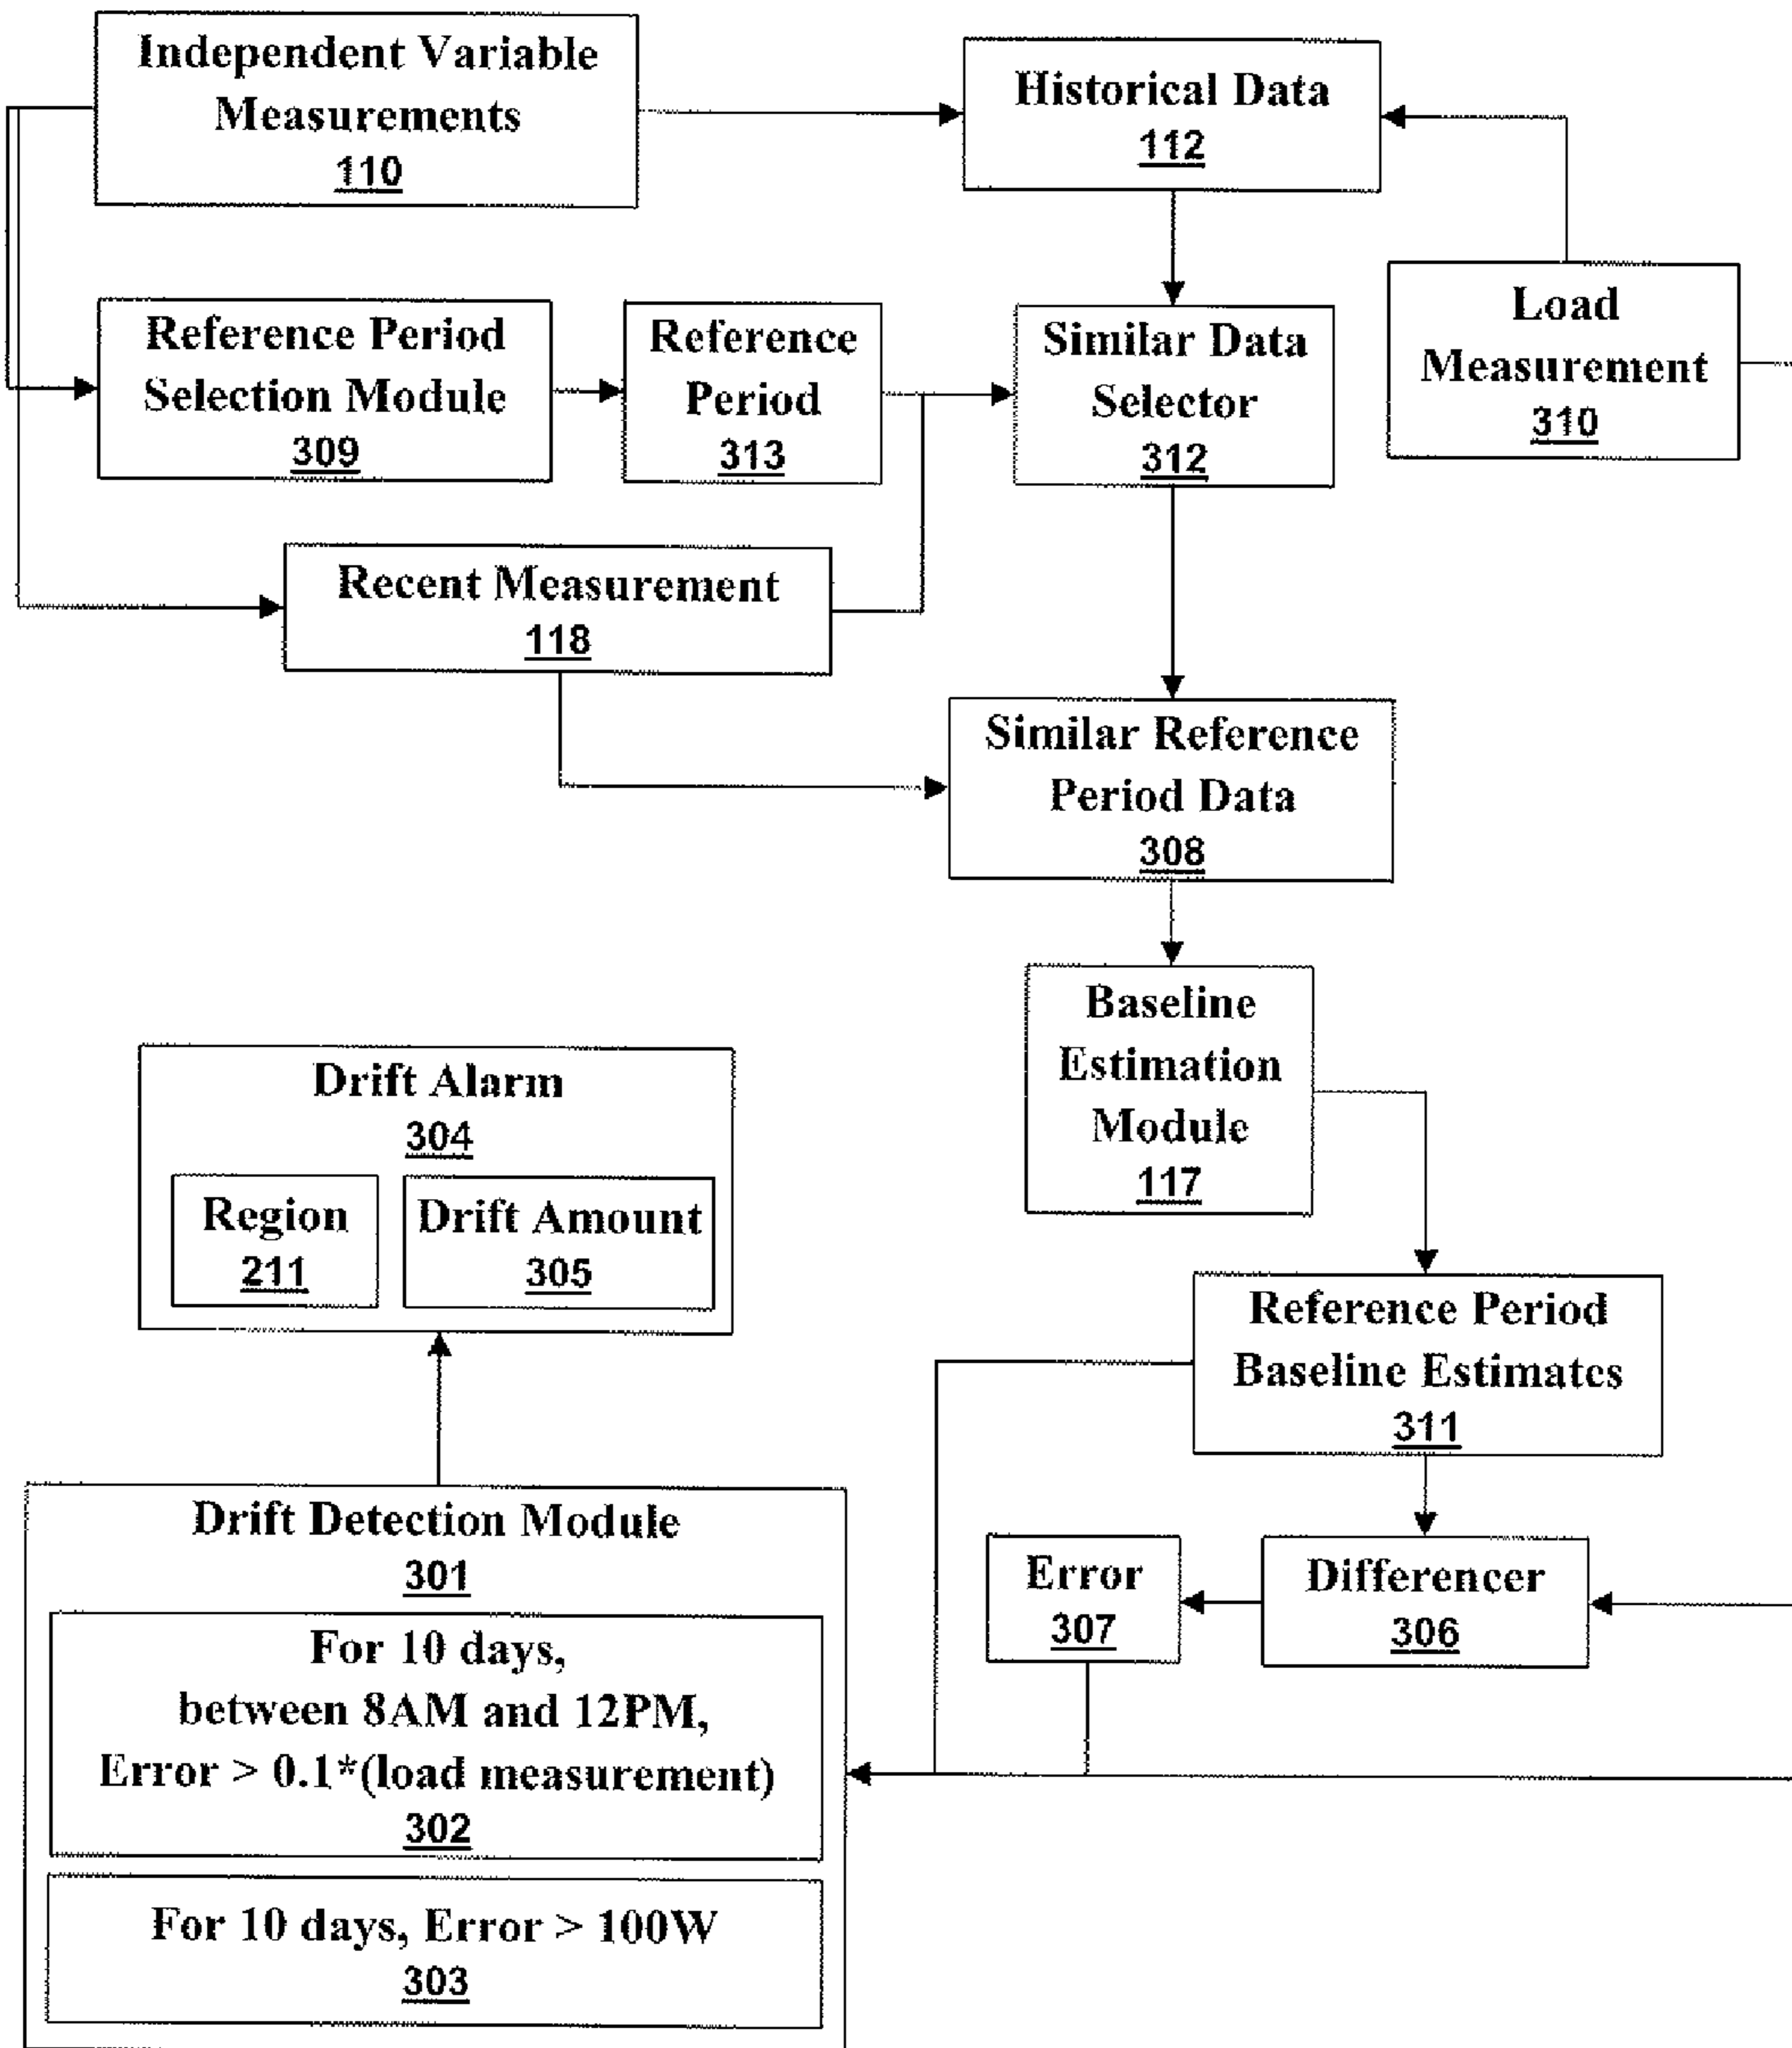 Independent Variable
Measurements
110
Historical Data
112
Reference Period
Selection Module
309
Reference
Period
313
Similar Data
Selector
312
Load
Measurement
310
Recent Measurement
118
Similar Reference
Period Data
308
Baseline
Estimation
Module
117
Drift Alarm
304
Region
211
Drift Amount
305
Reference Period
Baseline Estimates
311
Drift Detection Module
301
For 10 days,
between 8AM and 12PM,
Error > 0.1*(load measurement)
302
For 10 days, Error > 100W
303
Error
307
Differencer
306